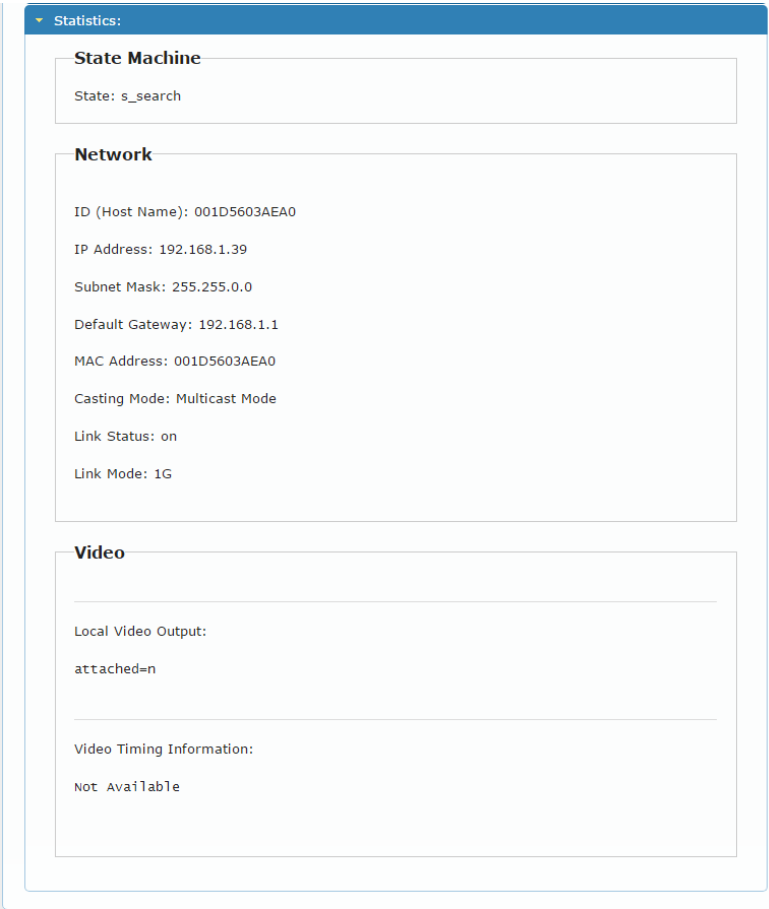 Statistics:
State Machine
State: s_search
Network
ID (Host Name): 001D5603AEA0
IP Address: 192.168.1.39
Subnet Mask: 255.255.0.0
Default Gateway: 192.168.1.1
MAC Address: 001D5603AEA0
Casting Mode: Multicast Mode
Link Status: on
Link Mode: 1G
Video
Local Video Output:
attached=n
Video Timing Information:
Not Available